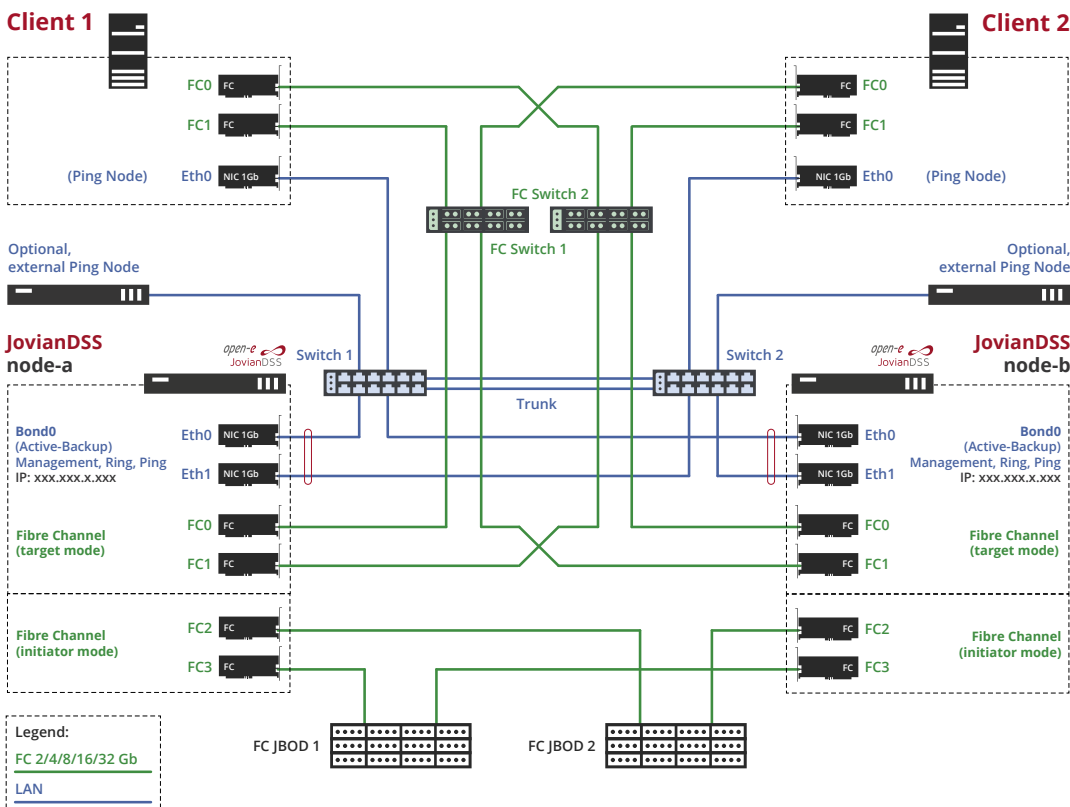 Client 1
Client 2
FC0
FC
FC
FC0
FC1
FC
FC
FC1
(Ping Node)
Eth0
NIC 1Gb
NIC 1Gb
Eth0
(Ping Node)
FC Switch 2
FC Switch 1
Optional,
external Ping Node
Optional,
external Ping Node
JovianDSS
node-a
open-e
JovianDSS
Switch 1
Switch 2
open-e
JovianDSS
JovianDSS
node-b
Trunk
Bond0
(Active-Backup)
Management, Ring, Ping
IP: xxx.xxx.x.xxx
Eth0
NIC 1Gb
Eth1
NIC 1Gb
NIC 1Gb
Eth0
NIC 1Gb
Eth1
Bond0
(Active-Backup)
Management, Ring, Ping
IP: xxx.xxx.x.xxx
Fibre Channel
(target mode)
FC0
FC
FC1
FC
FC
FC0
FC
FC1
Fibre Channel
(target mode)
Fibre Channel
(initiator mode)
FC2
FC
FC3
FC
FC
FC2
FC
FC3
Fibre Channel
(initiator mode)
FC JBOD 1
FC JBOD 2
Legend:
FC 2/4/8/16/32 Gb
LAN